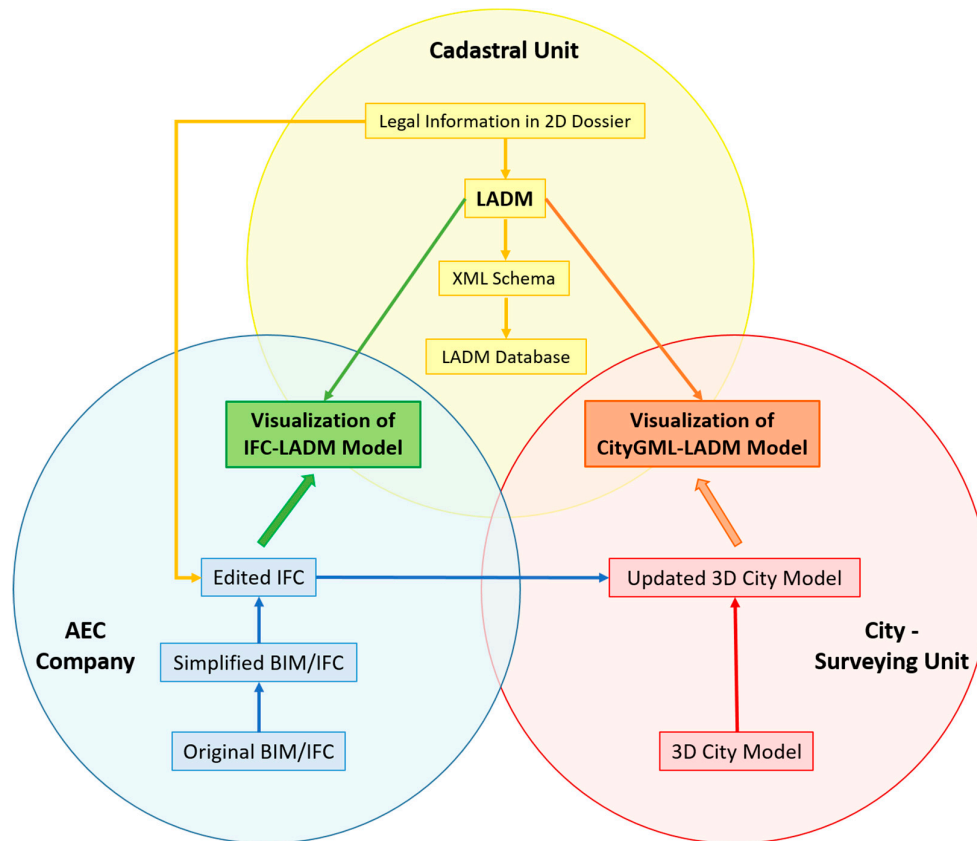 Cadastral Unit
Legal Information in 2D Dossier
LADM
XML Schema
LADM Database
Visualization of
IFC-LADM Model
Visualization of
CityGML-LADM Model
Edited IFC
Updated 3D City Model
AEC
Company
Simplified BIM/IFC
City -
Surveying Unit
Original BIM/IFC
3D City Model